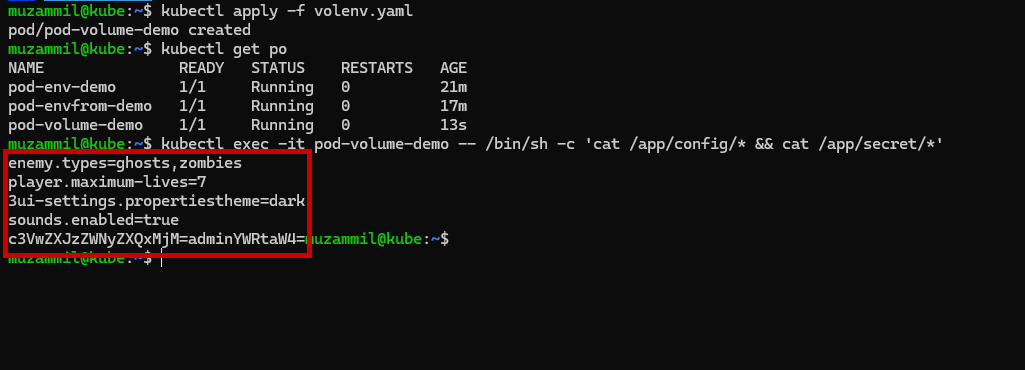 muzammil@kube:~$ kubectl apply -f volenv.yaml
pod/pod-volume-demo created
muzammil@kube:~$ kubectl get po
NAME READY STATUS RESTARTS AGE
pod-env-demo 1/1 Running 0 21m
pod-envfrom-demo 1/1 Running 0 17m
pod-volume-demo 1/1 Running 0 13s
muzammil@kube:~$ kubectl exec -it pod-volume-demo -- /bin/sh -c 'cat /app/config/* && cat /app/secret/*'
enemy.types=ghosts,zombies
player.maximum-lives=7
3ui-settings.propertiestheme=dark
sounds.enabled=true
c3VwZXJzZWNyZXQxMjM=adminYWRtaW4=muzammil@kube:~$
muzammil@kube:~$